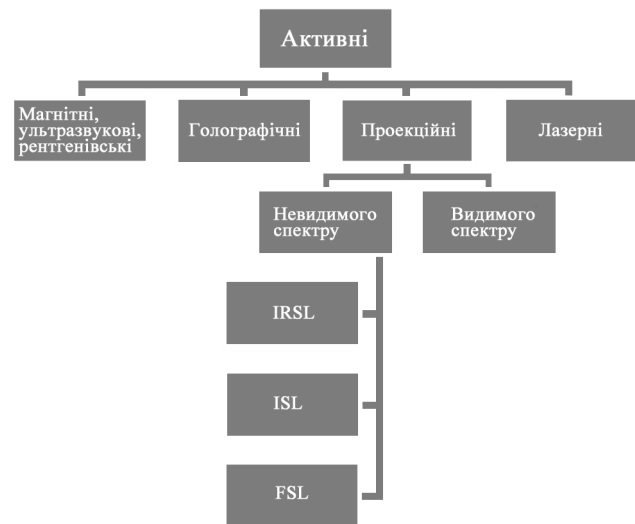 Активні
Магнітні,
ультразвукові,
рентгенівські
Голографічні
Проекційні
Лазерні
Невидимого
спектру
Видимого
спектру
IRSL
ISL
FSL